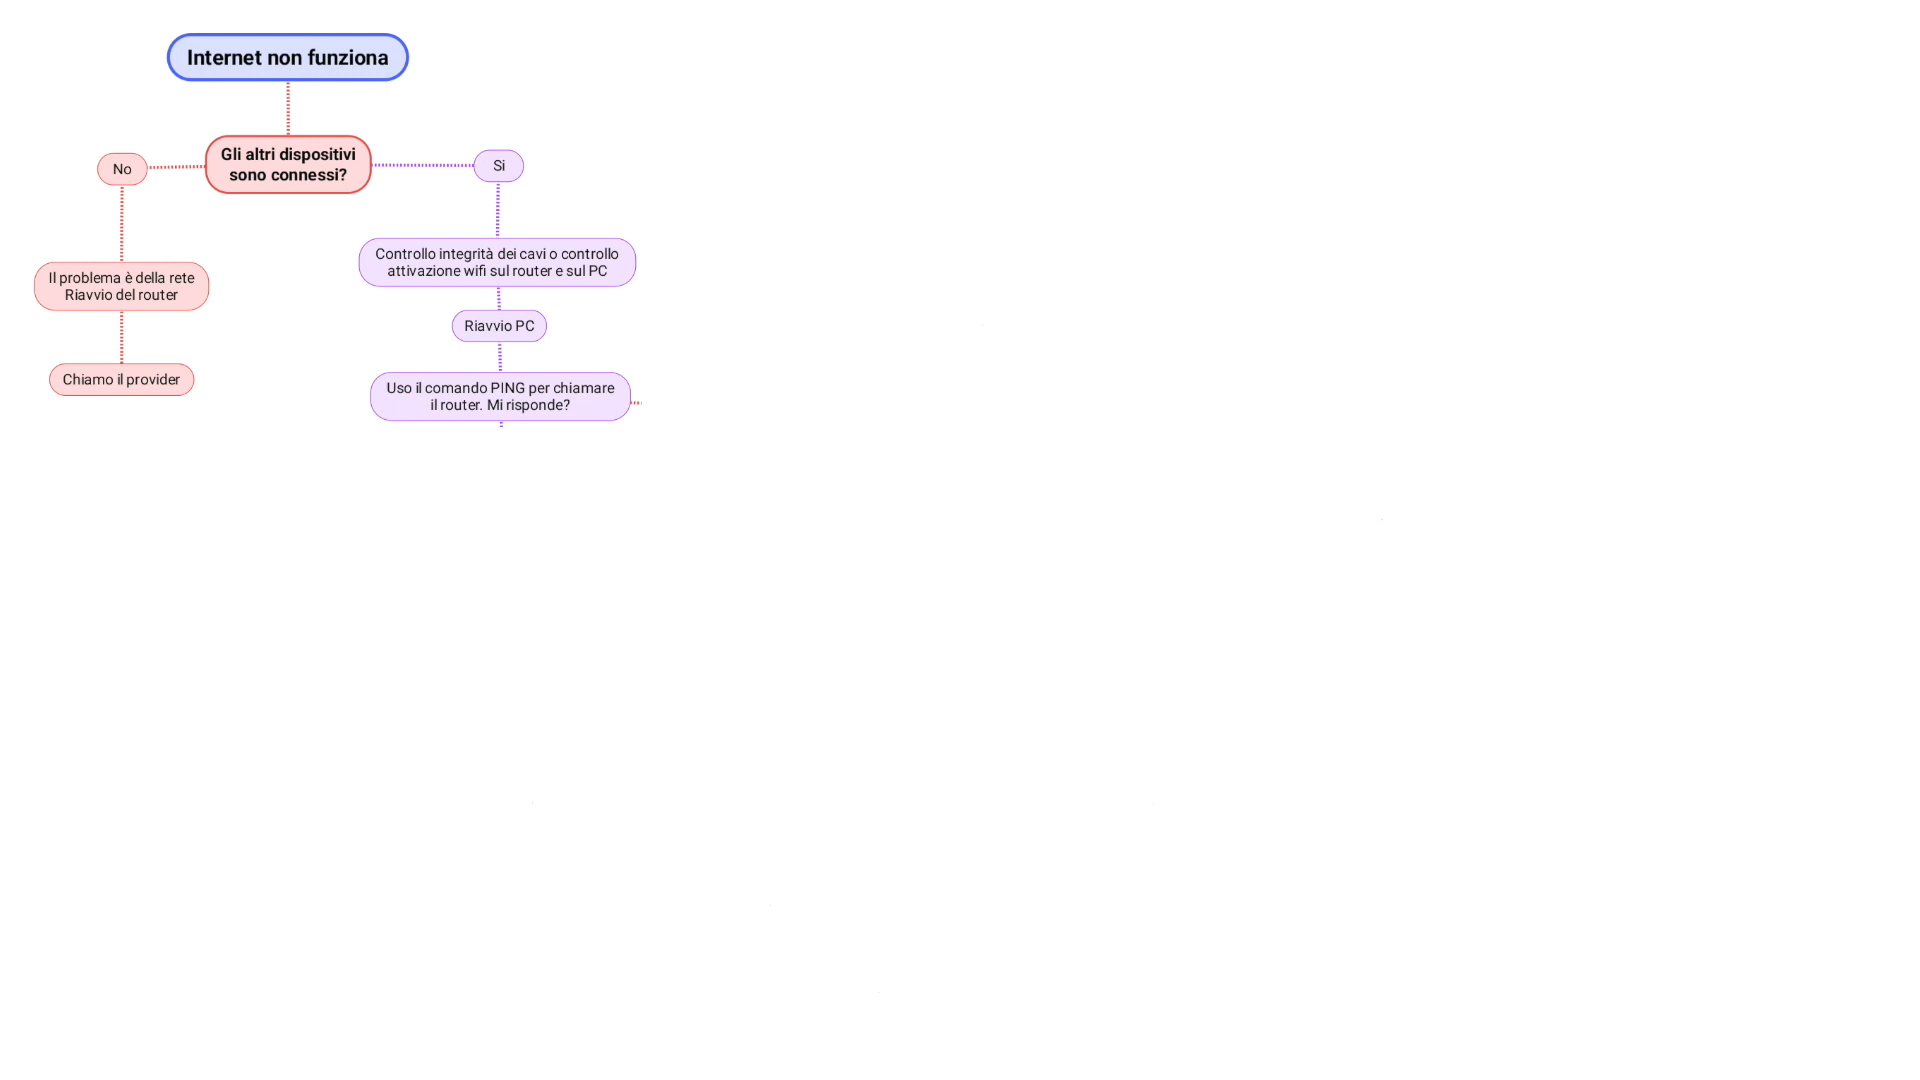 Internet non funziona
Gli altri dispositivi
sono connessi?
No
Si
Il problema è della rete
Riavvio del router
Chiamo il provider
Controllo integrità dei cavi o controllo
attivazione wifi sul router e sul PC
Riavvio PC
Uso il comando PING per chiamare
il router. Mi risponde?